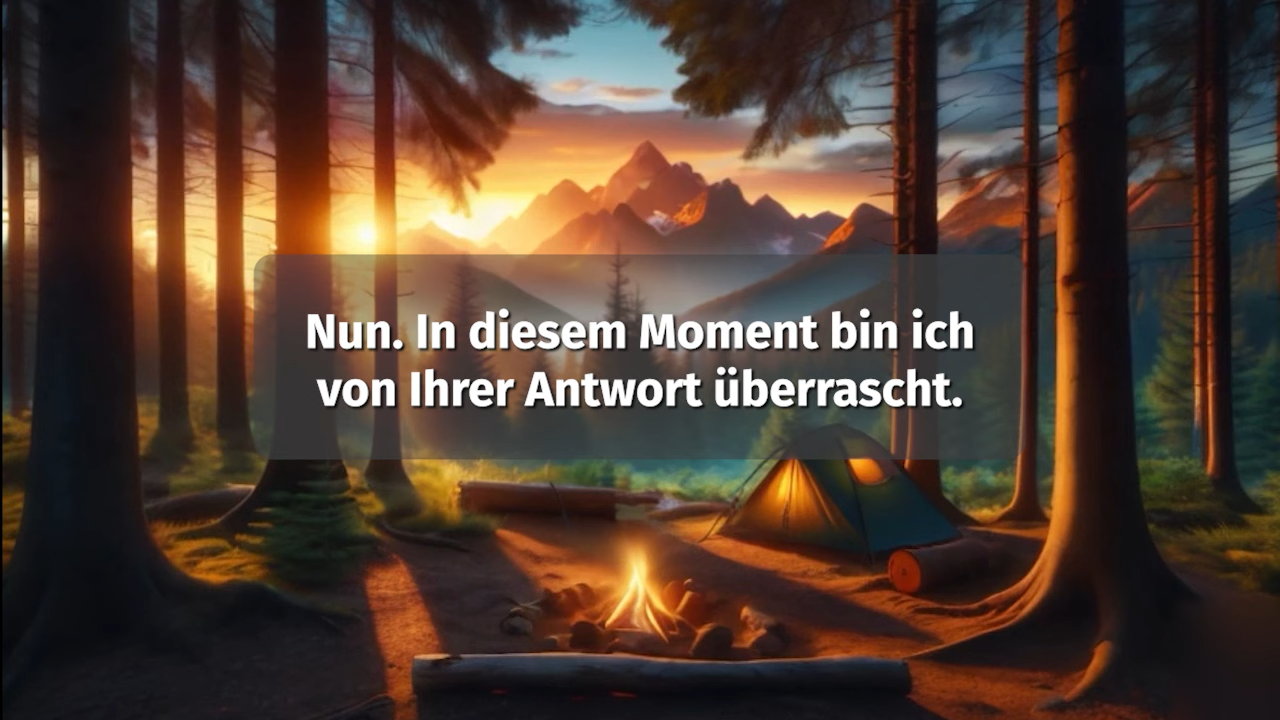 Nun. In diesem Moment bin ich
von Ihrer Antwort überrascht.